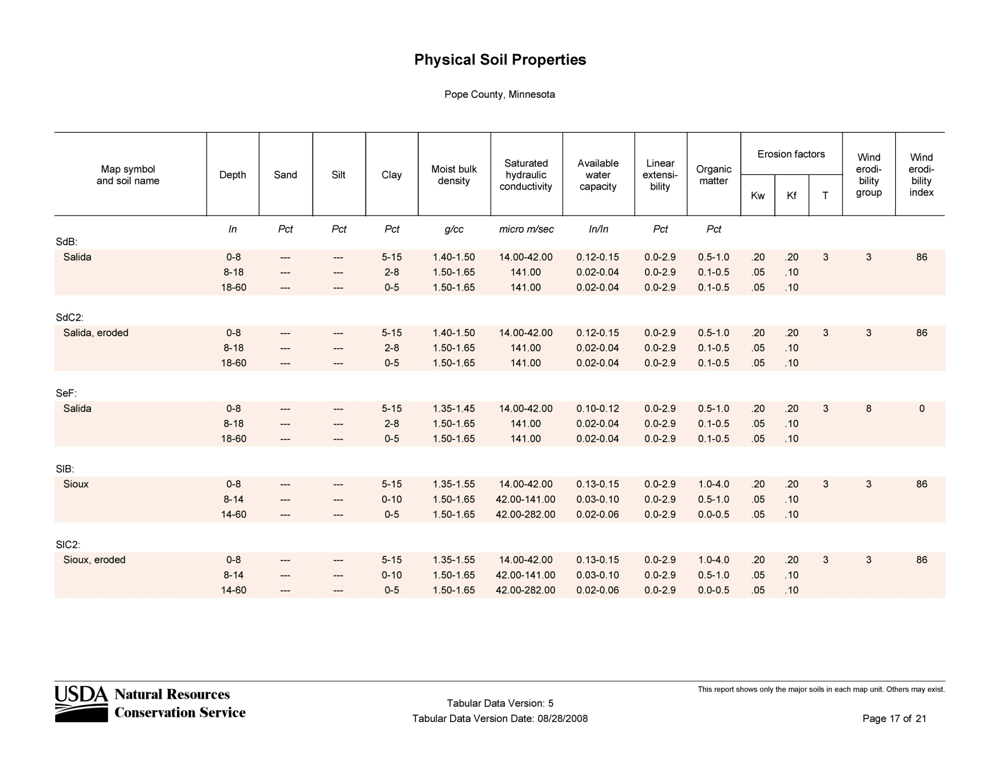 Physical Soil Properties
Pope County, Minnesota
Map symbol and soil name Depth Sand Silt Clay Moist bulk density Saturated hydraulic conductivity Available water capacity Linear extensi-bility Organic matter Erosion factors Kw Kf T Wind erodi-bility group Wind erodi-bility index
In Pct Pct Pct g/cc micro m/sec In/In Pct Pct
SdB:
Salida 0-8 --- --- 5-15 1.40-1.50 14.00-42.00 0.12-0.15 0.0-2.9 0.5-1.0 .20 .20 3 3 86
8-18 --- --- 2-8 1.50-1.65 141.00 0.02-0.04 0.0-2.9 0.1-0.5 .05 .10
18-60 --- --- 0-5 1.50-1.65 141.00 0.02-0.04 0.0-2.9 0.1-0.5 .05 .10
SdC2:
Salida, eroded 0-8 --- --- 5-15 1.40-1.50 14.00-42.00 0.12-0.15 0.0-2.9 0.5-1.0 .20 .20 3 3 86
8-18 --- --- 2-8 1.50-1.65 141.00 0.02-0.04 0.0-2.9 0.1-0.5 .05 .10
18-60 --- --- 0-5 1.50-1.65 141.00 0.02-0.04 0.0-2.9 0.1-0.5 .05 .10
SeF:
Salida 0-8 --- --- 5-15 1.35-1.45 14.00-42.00 0.10-0.12 0.0-2.9 0.5-1.0 .20 .20 3 8 0
8-18 --- --- 2-8 1.50-1.65 141.00 0.02-0.04 0.0-2.9 0.1-0.5 .05 .10
18-60 --- --- 0-5 1.50-1.65 141.00 0.02-0.04 0.0-2.9 0.1-0.5 .05 .10
SIB:
Sioux 0-8 --- --- 5-15 1.35-1.55 14.00-42.00 0.13-0.15 0.0-2.9 1.0-4.0 .20 .20 3 3 86
8-14 --- --- 0-10 1.50-1.65 42.00-141.00 0.03-0.10 0.0-2.9 0.5-1.0 .05 .10
14-60 --- --- 0-5 1.50-1.65 42.00-282.00 0.02-0.06 0.0-2.9 0.0-0.5 .05 .10
SIC2:
Sioux, eroded 0-8 --- --- 5-15 1.35-1.55 14.00-42.00 0.13-0.15 0.0-2.9 1.0-4.0 .20 .20 3 3 86
8-14 --- --- 0-10 1.50-1.65 42.00-141.00 0.03-0.10 0.0-2.9 0.5-1.0 .05 .10
14-60 --- --- 0-5 1.50-1.65 42.00-282.00 0.02-0.06 0.0-2.9 0.0-0.5 .05 .10
USDA Natural Resources
Conservation Service
This report shows only the major soils in each map unit. Others may exist.
Tabular Data Version: 5
Tabular Data Version Date: 08/28/2008
Page 17 of 21